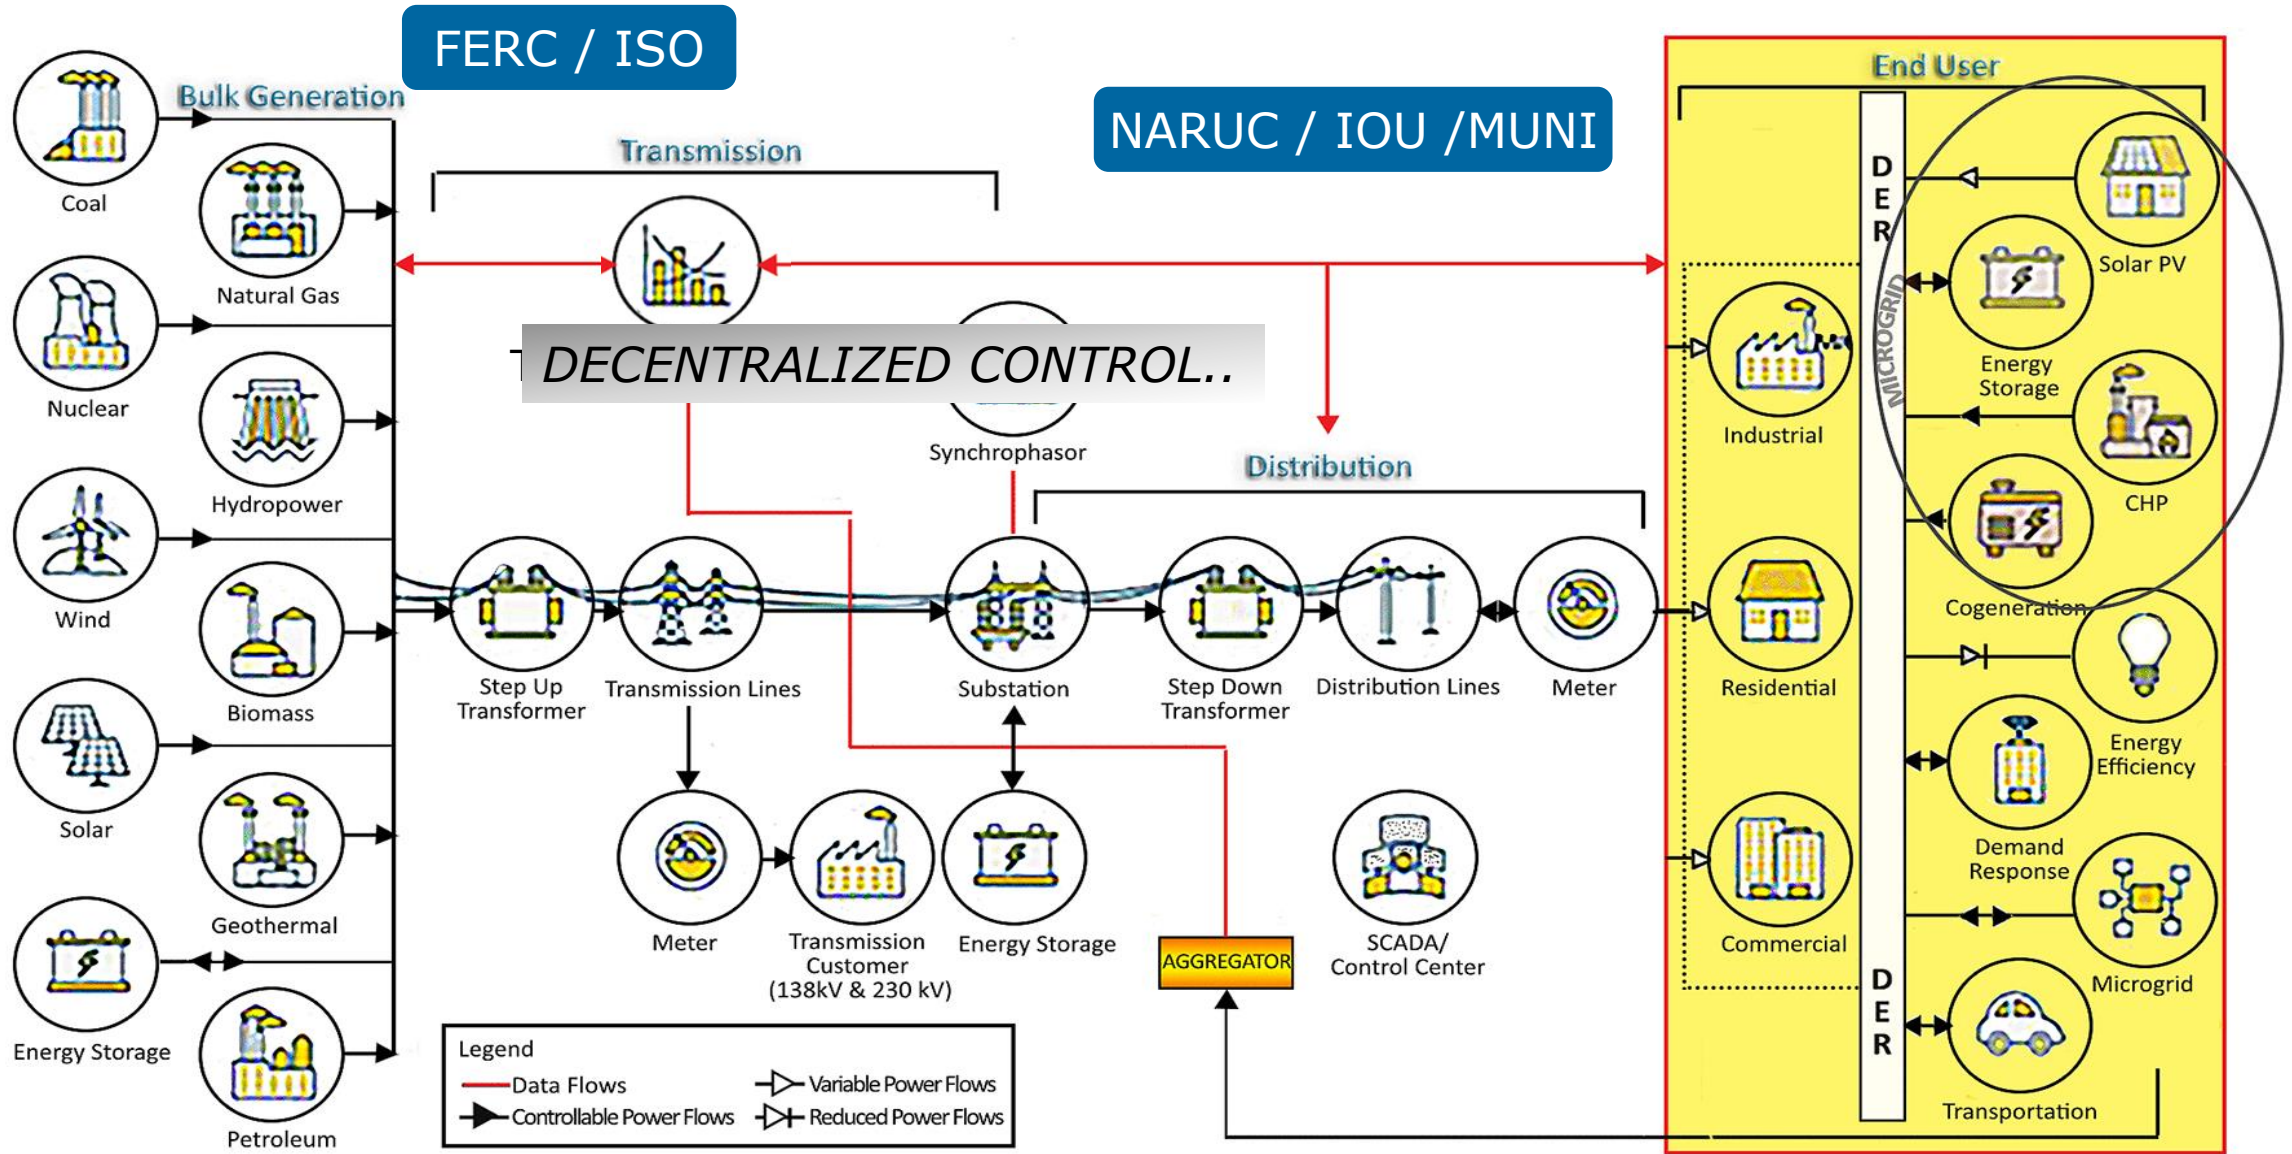 FERC / ISO
NARUC / IOU /MUNI
Bulk Generation
Transmission
Distribution
End User
Coal
Natural Gas
Nuclear
Hydropower
Wind
Biomass
Solar
Geothermal
Energy Storage
Petroleum
T
DECENTRALIZED CONTROL..
Synchrophasor
Step Up
Transformer
Transmission Lines
Substation
Step Down
Transformer
Distribution Lines
Meter
Meter
Transmission
Customer
(138kV & 230 kV)
Energy Storage
AGGREGATOR
SCADA/
Control Center
Legend
Data Flows
Controllable Power Flows
Variable Power Flows
Reduced Power Flows
Industrial
Residential
Commercial
DER
DER
MICROGRID
Solar PV
Energy
Storage
CHP
Cogeneration
Energy
Efficiency
Demand
Response
Microgrid
Transportation